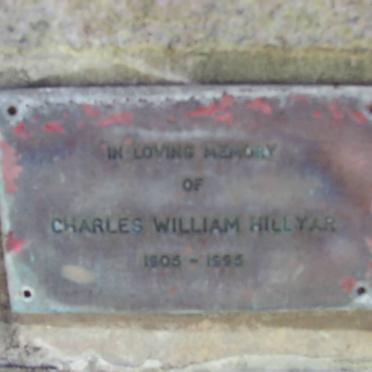 IN LOVING MEMORY
OF
CHARLES WILLIAM HILLYAR
1905 - 1995